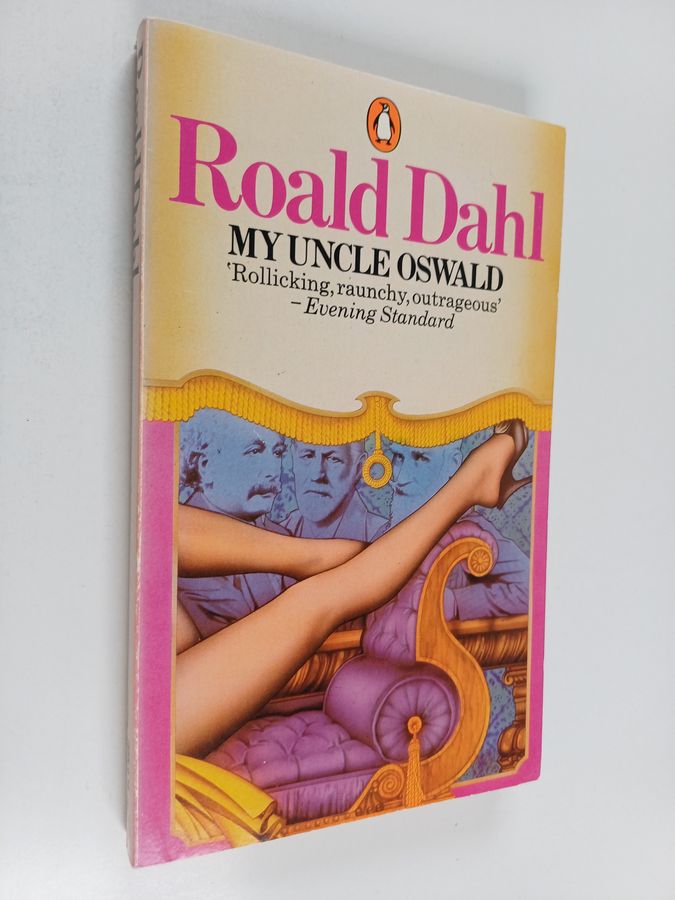 Roald Dahl
MY UNCLE OSWALD
‘Rollicking, raunchy, outrageous’
– Evening Standard